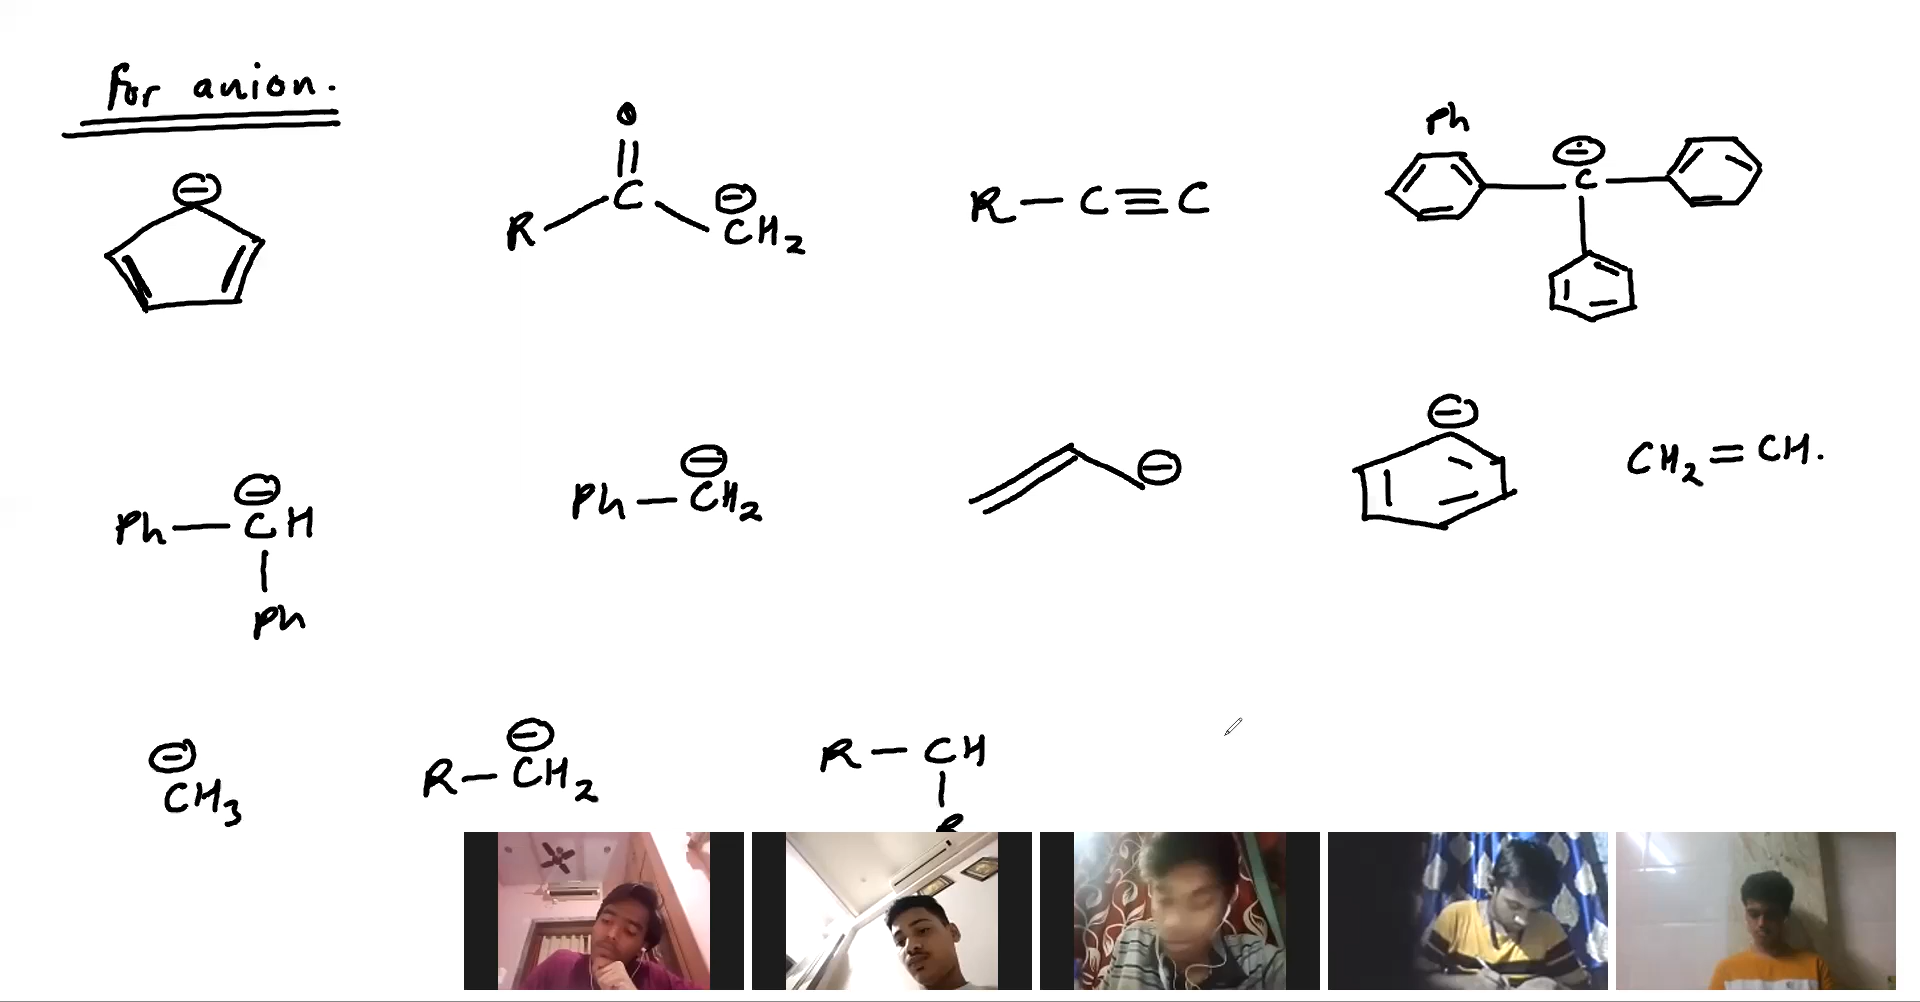 for anion.
⊖
O
||
R — C — CH2 ⊖
R — C ≡ C
Ph
⊖
C
Ph — CH ⊖
|
Ph
Ph — CH2 ⊖
⊖
⊖
CH2 = CH.
⊖
CH3
R — CH2 ⊖
R — CH
|
R